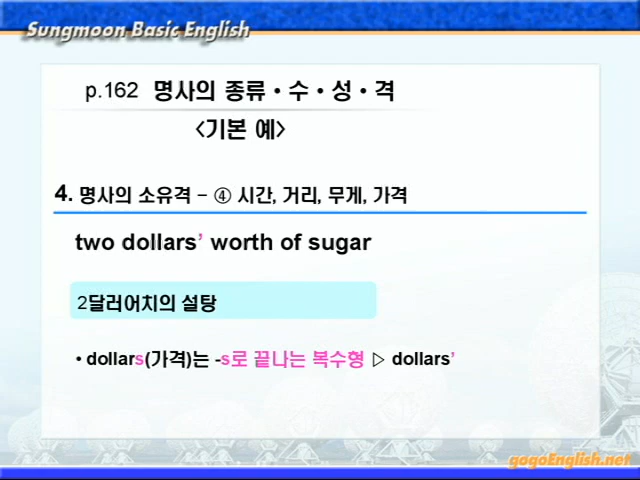 Sungmoon Basic English
p.162 명사의 종류 • 수 • 성 • 격
<기본 예>
4. 명사의 소유격 – ④ 시간, 거리, 무게, 가격
two dollars’ worth of sugar
2달러어치의 설탕
• dollars(가격)는 -s로 끝나는 복수형 ▷ dollars’
gogoEnglish.net